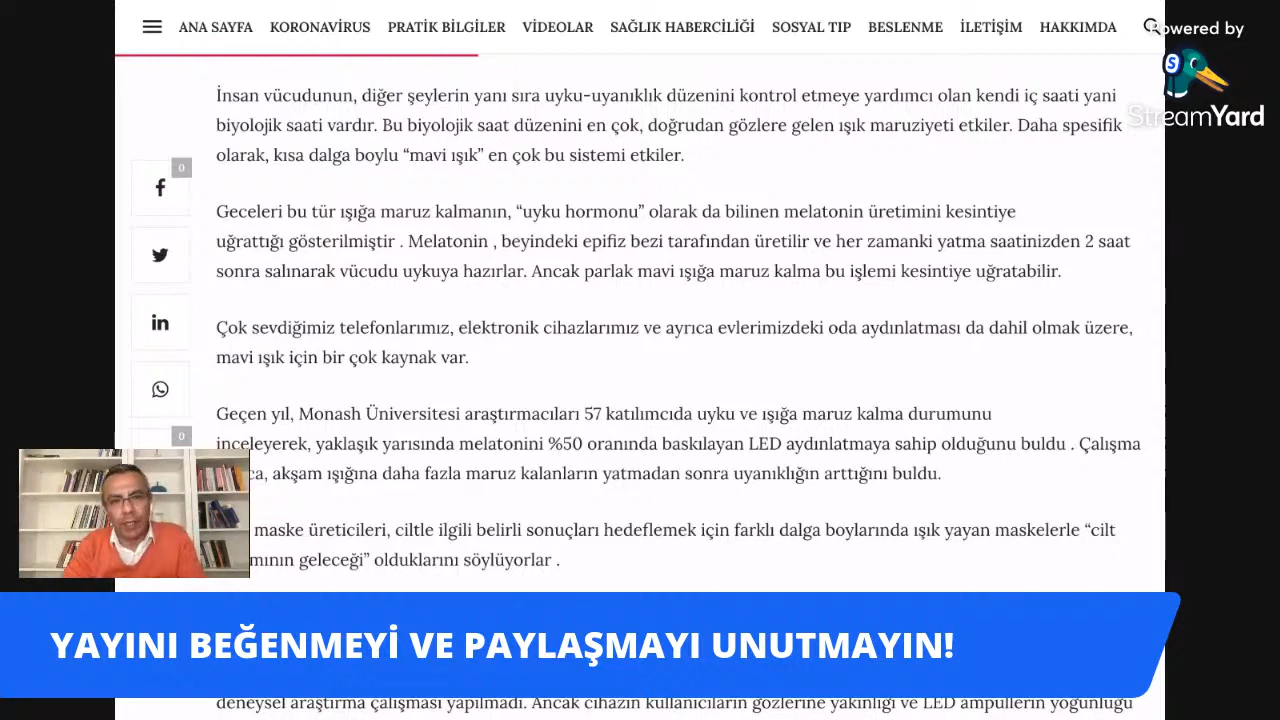 ANA SAYFA KORONAVİRUS PRATİK BİLGİLER VİDEOLAR SAĞLIK HABERCİLİĞİ SOSYAL TIP BESLENME İLETİŞİM HAKKIMDA
Powered by
StreamYard
İnsan vücudunun, diğer şeylerin yanı sıra uyku-uyanıklık düzenini kontrol etmeye yardımcı olan kendi iç saati yani
biyolojik saati vardır. Bu biyolojik saat düzenini en çok, doğrudan gözlere gelen ışık maruziyeti etkiler. Daha spesifik
olarak, kısa dalga boylu “mavi ışık” en çok bu sistemi etkiler.
0
Geceleri bu tür ışığa maruz kalmanın, “uyku hormonu” olarak da bilinen melatonin üretimini kesintiye
uğrattığı gösterilmiştir . Melatonin , beyindeki epifiz bezi tarafından üretilir ve her zamanki yatma saatinizden 2 saat
sonra salınarak vücudu uykuya hazırlar. Ancak parlak mavi ışığa maruz kalma bu işlemi kesintiye uğratabilir.
Çok sevdiğimiz telefonlarımız, elektronik cihazlarımız ve ayrıca evlerimizdeki oda aydınlatması da dahil olmak üzere,
mavi ışık için bir çok kaynak var.
Geçen yıl, Monash Üniversitesi araştırmacıları 57 katılımcıda uyku ve ışığa maruz kalma durumunu
0
inceleyerek, yaklaşık yarısında melatonini %50 oranında baskılayan LED aydınlatmaya sahip olduğunu buldu . Çalışma
ca, akşam ışığına daha fazla maruz kalanların yatmadan sonra uyanıklığın arttığını buldu.
maske üreticileri, ciltle ilgili belirli sonuçları hedeflemek için farklı dalga boylarında ışık yayan maskelerle “cilt
mının geleceği” olduklarını söylüyorlar .
YAYINI BEĞENMEYİ VE PAYLAŞMAYI UNUTMAYIN!
deneysel araştırma çalışması yapılmadı. Ancak cihazın kullanıcıların gözlerine yakınlığı ve LED ampullerin yoğunluğu